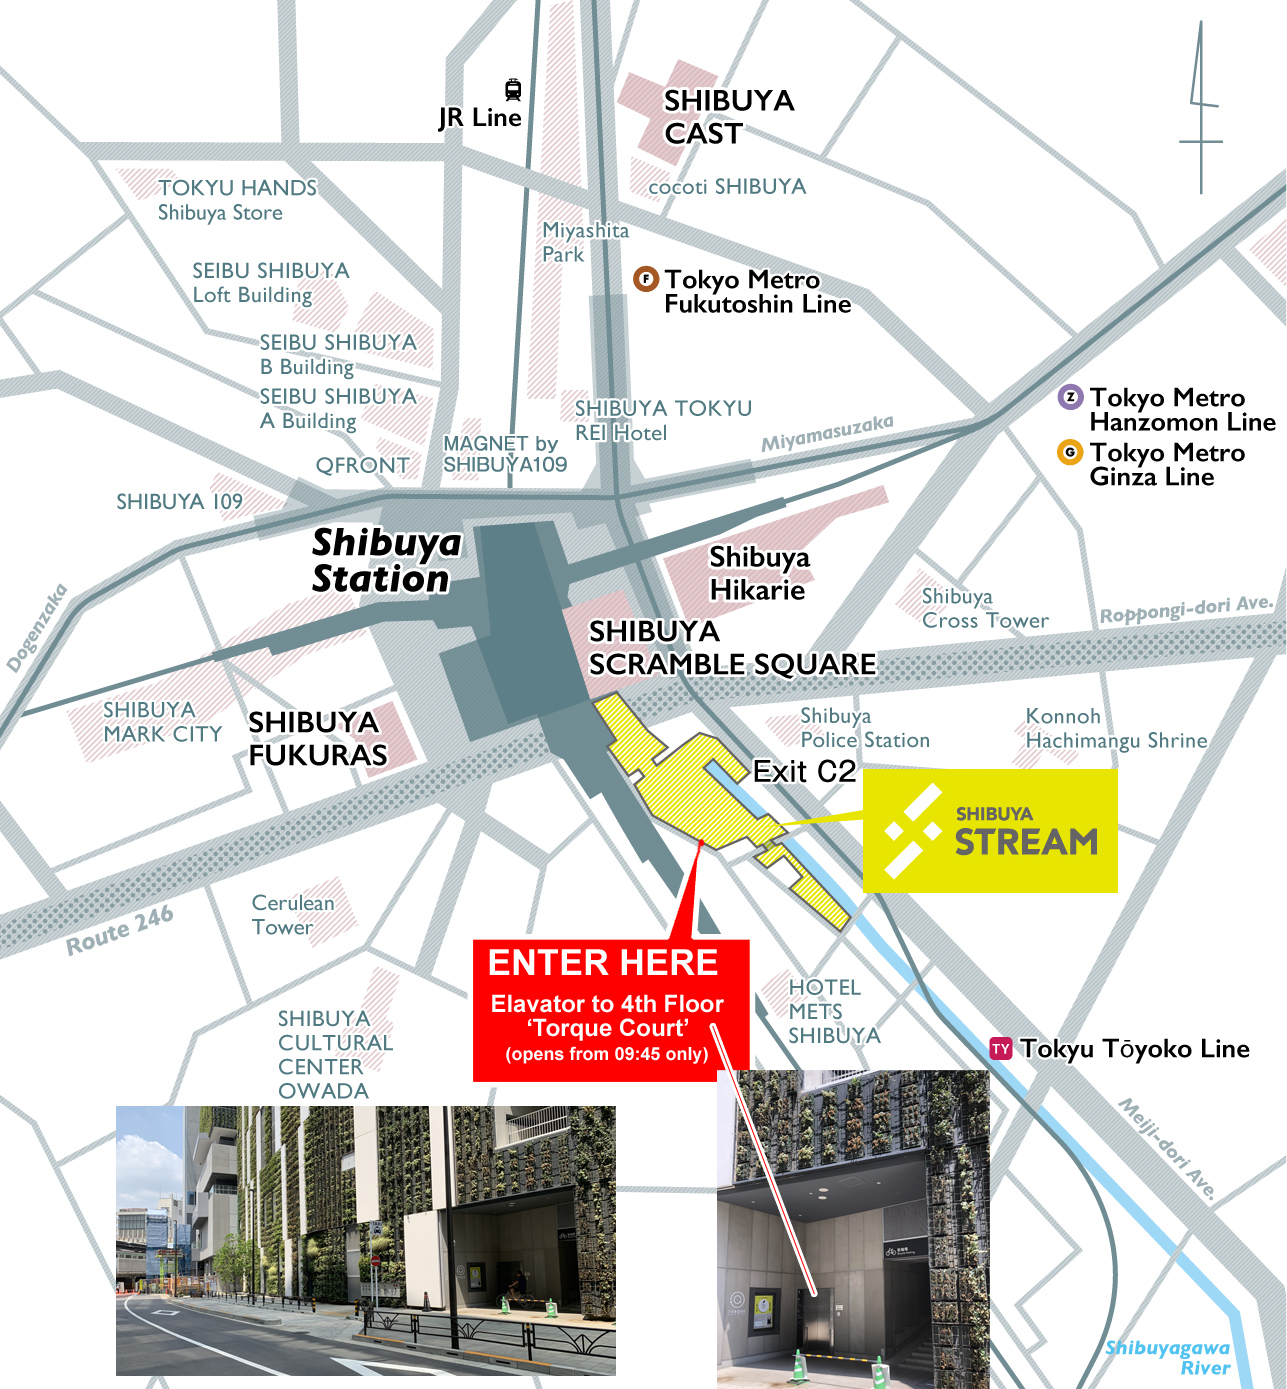 JR Line
SHIBUYA
CAST
cocoti SHIBUYA
TOKYU HANDS
Shibuya Store
Miyashita
Park
SEIBU SHIBUYA
Loft Building
F
Tokyo Metro
Fukutoshin Line
SEIBU SHIBUYA
B Building
SEIBU SHIBUYA
A Building
SHIBUYA TOKYU
REI Hotel
Miyamasuzaka
Z
Tokyo Metro
Hanzomon Line
G
Tokyo Metro
Ginza Line
MAGNET by
SHIBUYA109
QFRONT
SHIBUYA 109
Shibuya
Station
Shibuya
Hikarie
Dogenzaka
Shibuya
Cross Tower
Roppongi-dori Ave.
SHIBUYA
SCRAMBLE SQUARE
SHIBUYA
MARK CITY
SHIBUYA
FUKURAS
Shibuya
Police Station
Konnoh
Hachimangu Shrine
Exit C2
SHIBUYA
STREAM
Cerulean
Tower
Route 246
ENTER HERE
Elavator to 4th Floor
‘Torque Court’
(opens from 09:45 only)
HOTEL
METS
SHIBUYA
SHIBUYA
CULTURAL
CENTER
OWADA
TY
Tokyu Tōyoko Line
Meiji-dori Ave.
Shibuyagawa
River